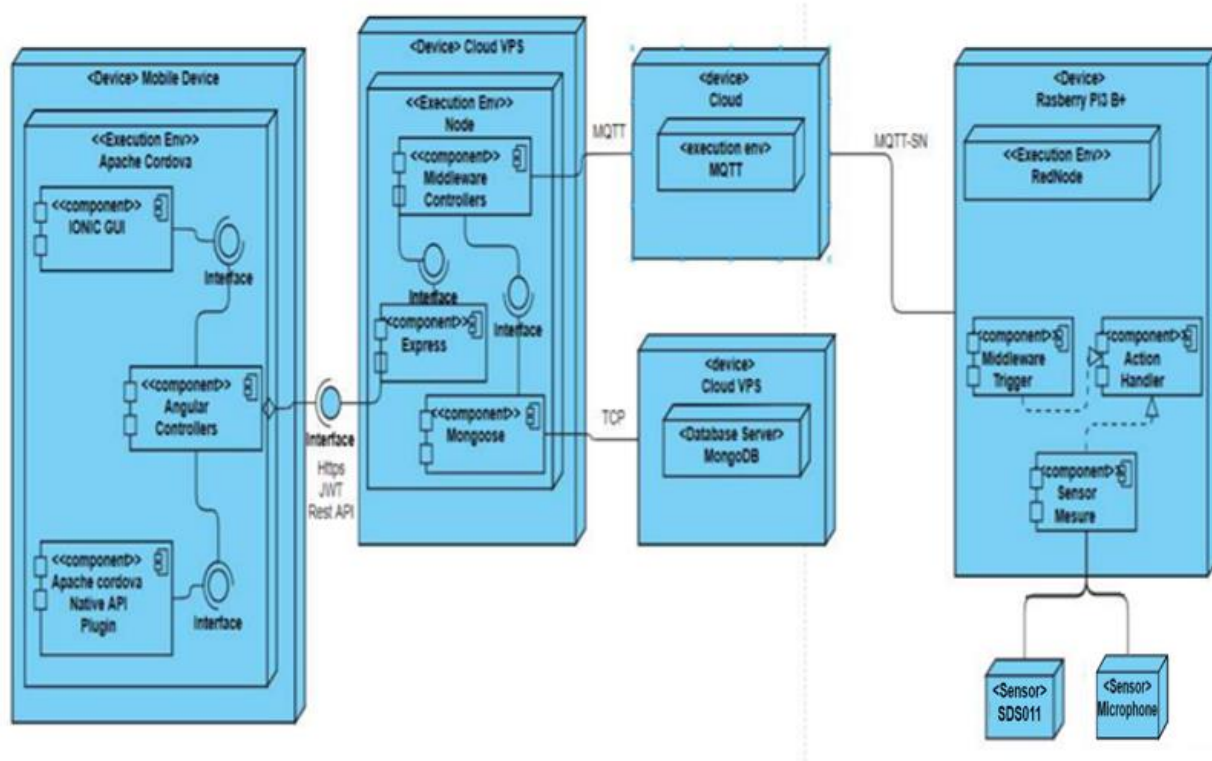 <Device> Mobile Device
<<Execution Env>>
Apache Cordova
<<component>>
IONIC GUI
Interface
<<component>>
Angular
Controllers
<<component>>
Apache cordova
Native API
Plugin
Interface
Interface
Https
JWT
Rest API
<Device> Cloud VPS
<<Execution Env>>
Node
<<component>>
Middleware
Controllers
Interface
Interface
<<component>>
Express
<<component>>
Mongoose
MQTT
TCP
<device>
Cloud
<execution env>
MQTT
<device>
Cloud VPS
<Database Server>
MongoDB
MQTT-SN
<Device>
Rasberry PI3 B+
<<Execution Env>>
RedNode
<<component>>
Middleware
Trigger
<<component>>
Action
Handler
<<component>>
Sensor
Mesure
<Sensor>
SDS011
<Sensor>
Microphone